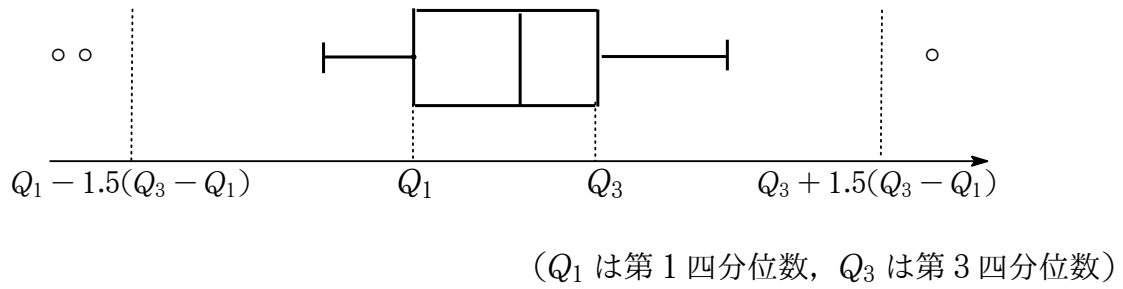 Q₁ − 1.5(Q₃ − Q₁) Q₁ Q₃ Q₃ + 1.5(Q₃ − Q₁)
（Q₁ は第 1 四分位数，Q₃ は第 3 四分位数）